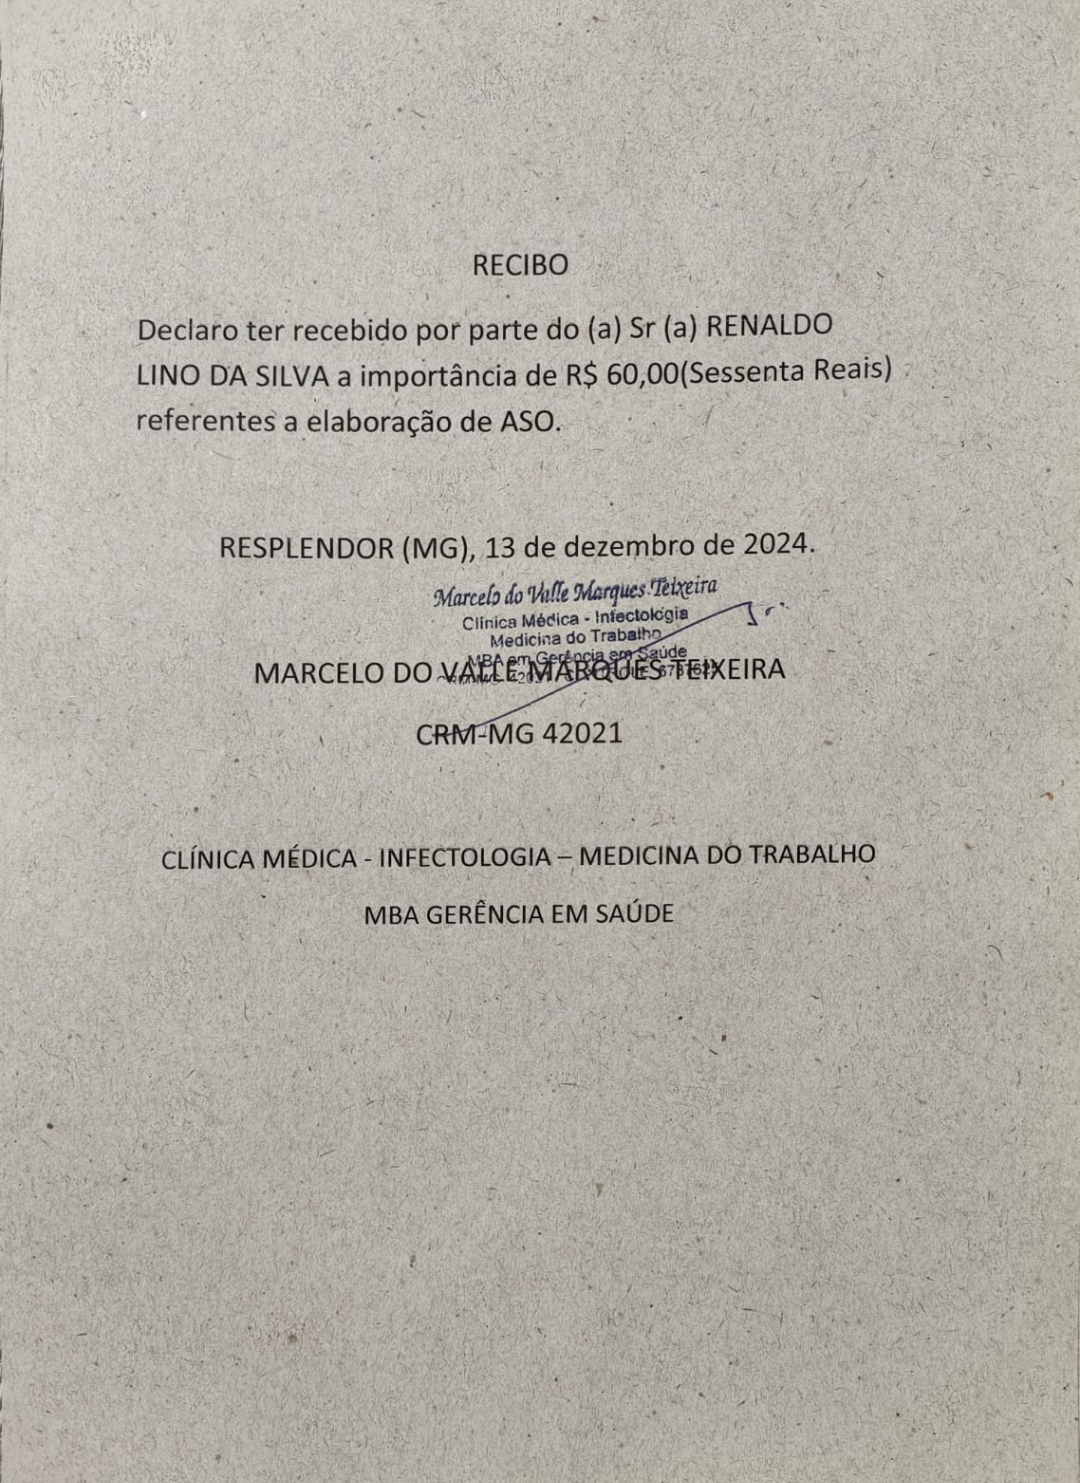 RECIBO
Declaro ter recebido por parte do (a) Sr (a) RENALDO
LINO DA SILVA a importância de R$ 60,00(Sessenta Reais)
referentes a elaboração de ASO.
RESPLENDOR (MG), 13 de dezembro de 2024.
Marcelo do Valle Marques Teixeira
Clínica Médica - Infectologia
Medicina do Trabalho
MBA em Gerência em Saúde
MARCELO DO VALLE MARQUES TEIXEIRA
CRM-MG 42021
CLÍNICA MÉDICA - INFECTOLOGIA – MEDICINA DO TRABALHO
MBA GERÊNCIA EM SAÚDE